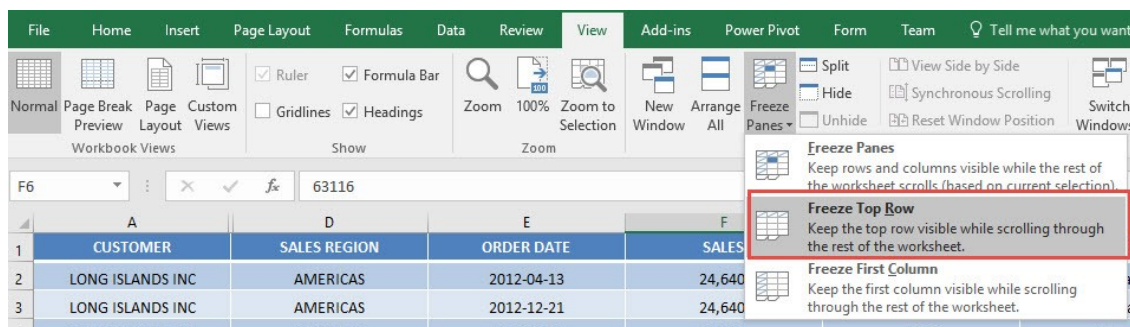 File Home Insert Page Layout Formulas Data Review View Add-ins Power Pivot Form Team Tell me what you want
Ruler Formula Bar
Gridlines Headings
Normal Page Break Preview Page Layout Custom Views
Zoom 100% Zoom to Selection
New Window Arrange All Freeze Panes
Split
Hide
Unhide
View Side by Side
Synchronous Scrolling
Reset Window Position
Switch Windows
Workbook Views Show Zoom
Freeze Panes
Keep rows and columns visible while the rest of
the worksheet scrolls (based on current selection).
Freeze Top Row
Keep the top row visible while scrolling through
the rest of the worksheet.
Freeze First Column
Keep the first column visible while scrolling
through the rest of the worksheet.
F6 fx 63116
A D E F
1 CUSTOMER SALES REGION ORDER DATE SALES
2 LONG ISLANDS INC AMERICAS 2012-04-13 24,640
3 LONG ISLANDS INC AMERICAS 2012-12-21 24,640